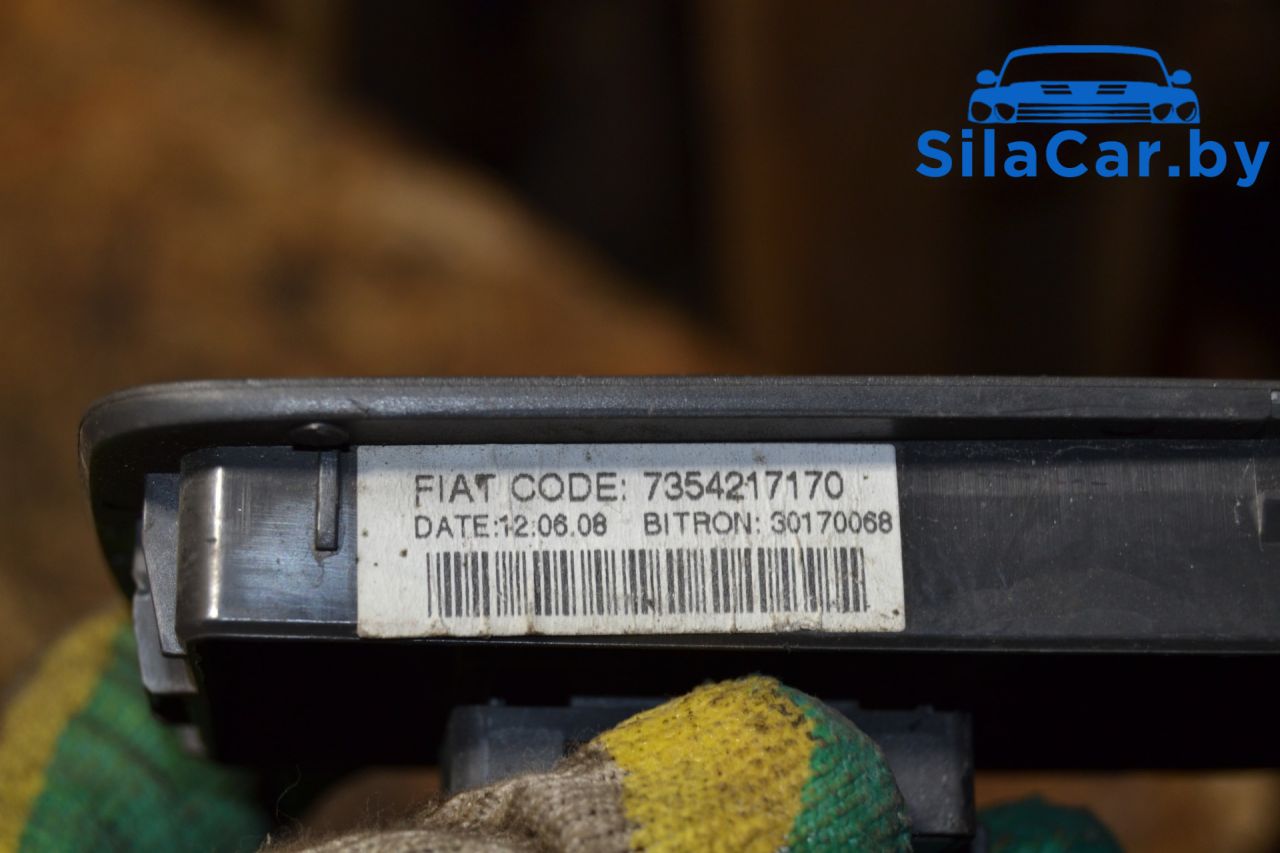 SilaCar.by
FIAT CODE: 7354217170
DATE:12.06.08 BITRON: 30170068